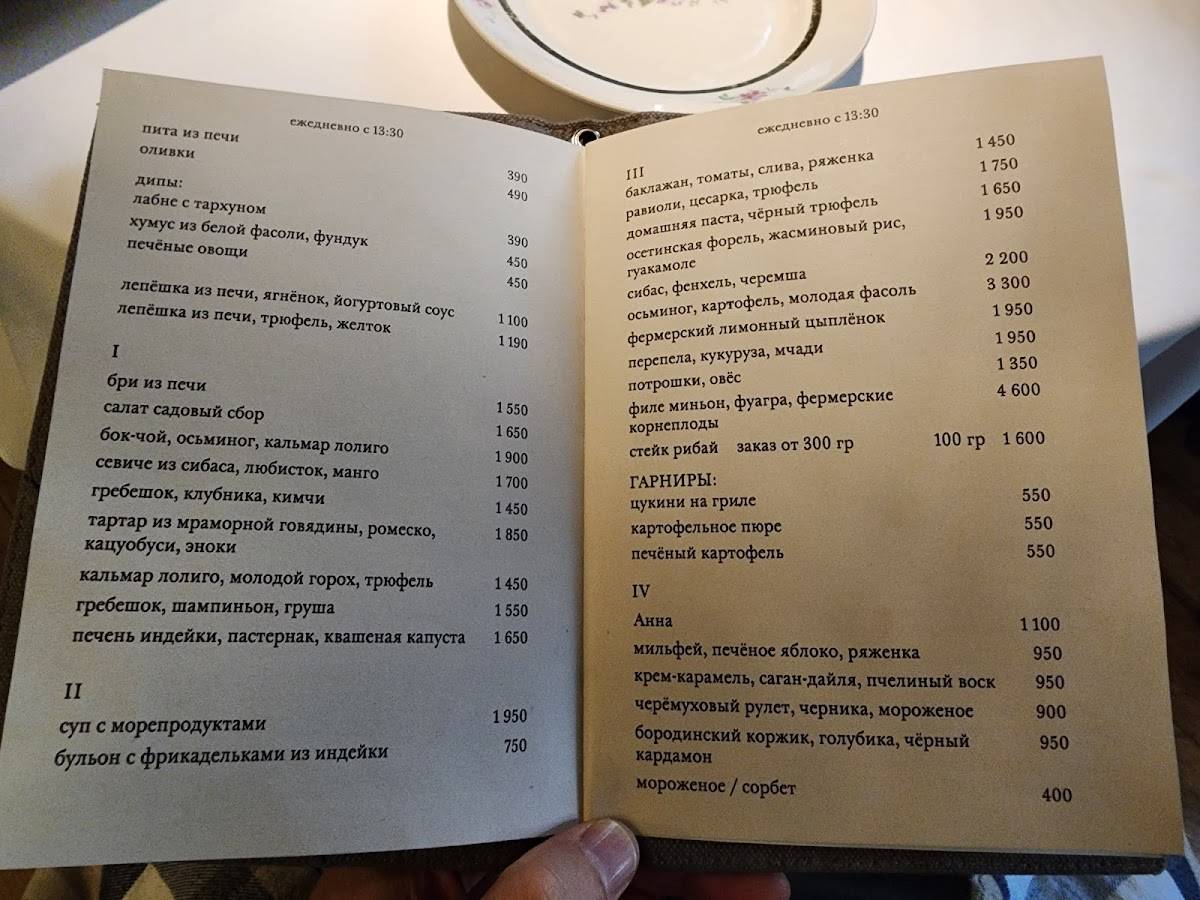 ежедневно с 13:30
пита из печи 390
оливки 490
дипы:
лабне с тархуном 390
хумус из белой фасоли, фундук 450
печёные овощи 450
лепёшка из печи, ягнёнок, йогуртовый соус 1 100
лепёшка из печи, трюфель, желток 1 190
I
бри из печи 1 550
салат садовый сбор 1 650
бок-чой, осьминог, кальмар лолиго 1 900
севиче из сибаса, любисток, манго 1 700
гребешок, клубника, кимчи 1 450
тартар из мраморной говядины, ромеско, 1 850
кацуобуси, эноки
кальмар лолиго, молодой горох, трюфель 1 450
гребешок, шампиньон, груша 1 550
печень индейки, пастернак, квашеная капуста 1 650
II
суп с морепродуктами 1 950
бульон с фрикадельками из индейки 750
ежедневно с 13:30
III
баклажан, томаты, слива, ряженка 1 450
равиоли, цесарка, трюфель 1 750
домашняя паста, чёрный трюфель 1 650
осетинская форель, жасминовый рис, 1 950
гуакамоле
сибас, фенхель, черемша 2 200
осьминог, картофель, молодая фасоль 3 300
фермерский лимонный цыплёнок 1 950
перепела, кукуруза, мчади 1 950
потрошки, овёс 1 350
филе миньон, фуагра, фермерские 4 600
корнеплоды
стейк рибай заказ от 300 гр 100 гр 1 600
ГАРНИРЫ:
цукини на гриле 550
картофельное пюре 550
печёный картофель 550
IV
Анна 1 100
мильфей, печёное яблоко, ряженка 950
крем-карамель, саган-дайля, пчелиный воск 950
черёмуховый рулет, черника, мороженое 900
бородинский коржик, голубика, чёрный 950
кардамон
мороженое / сорбет 400